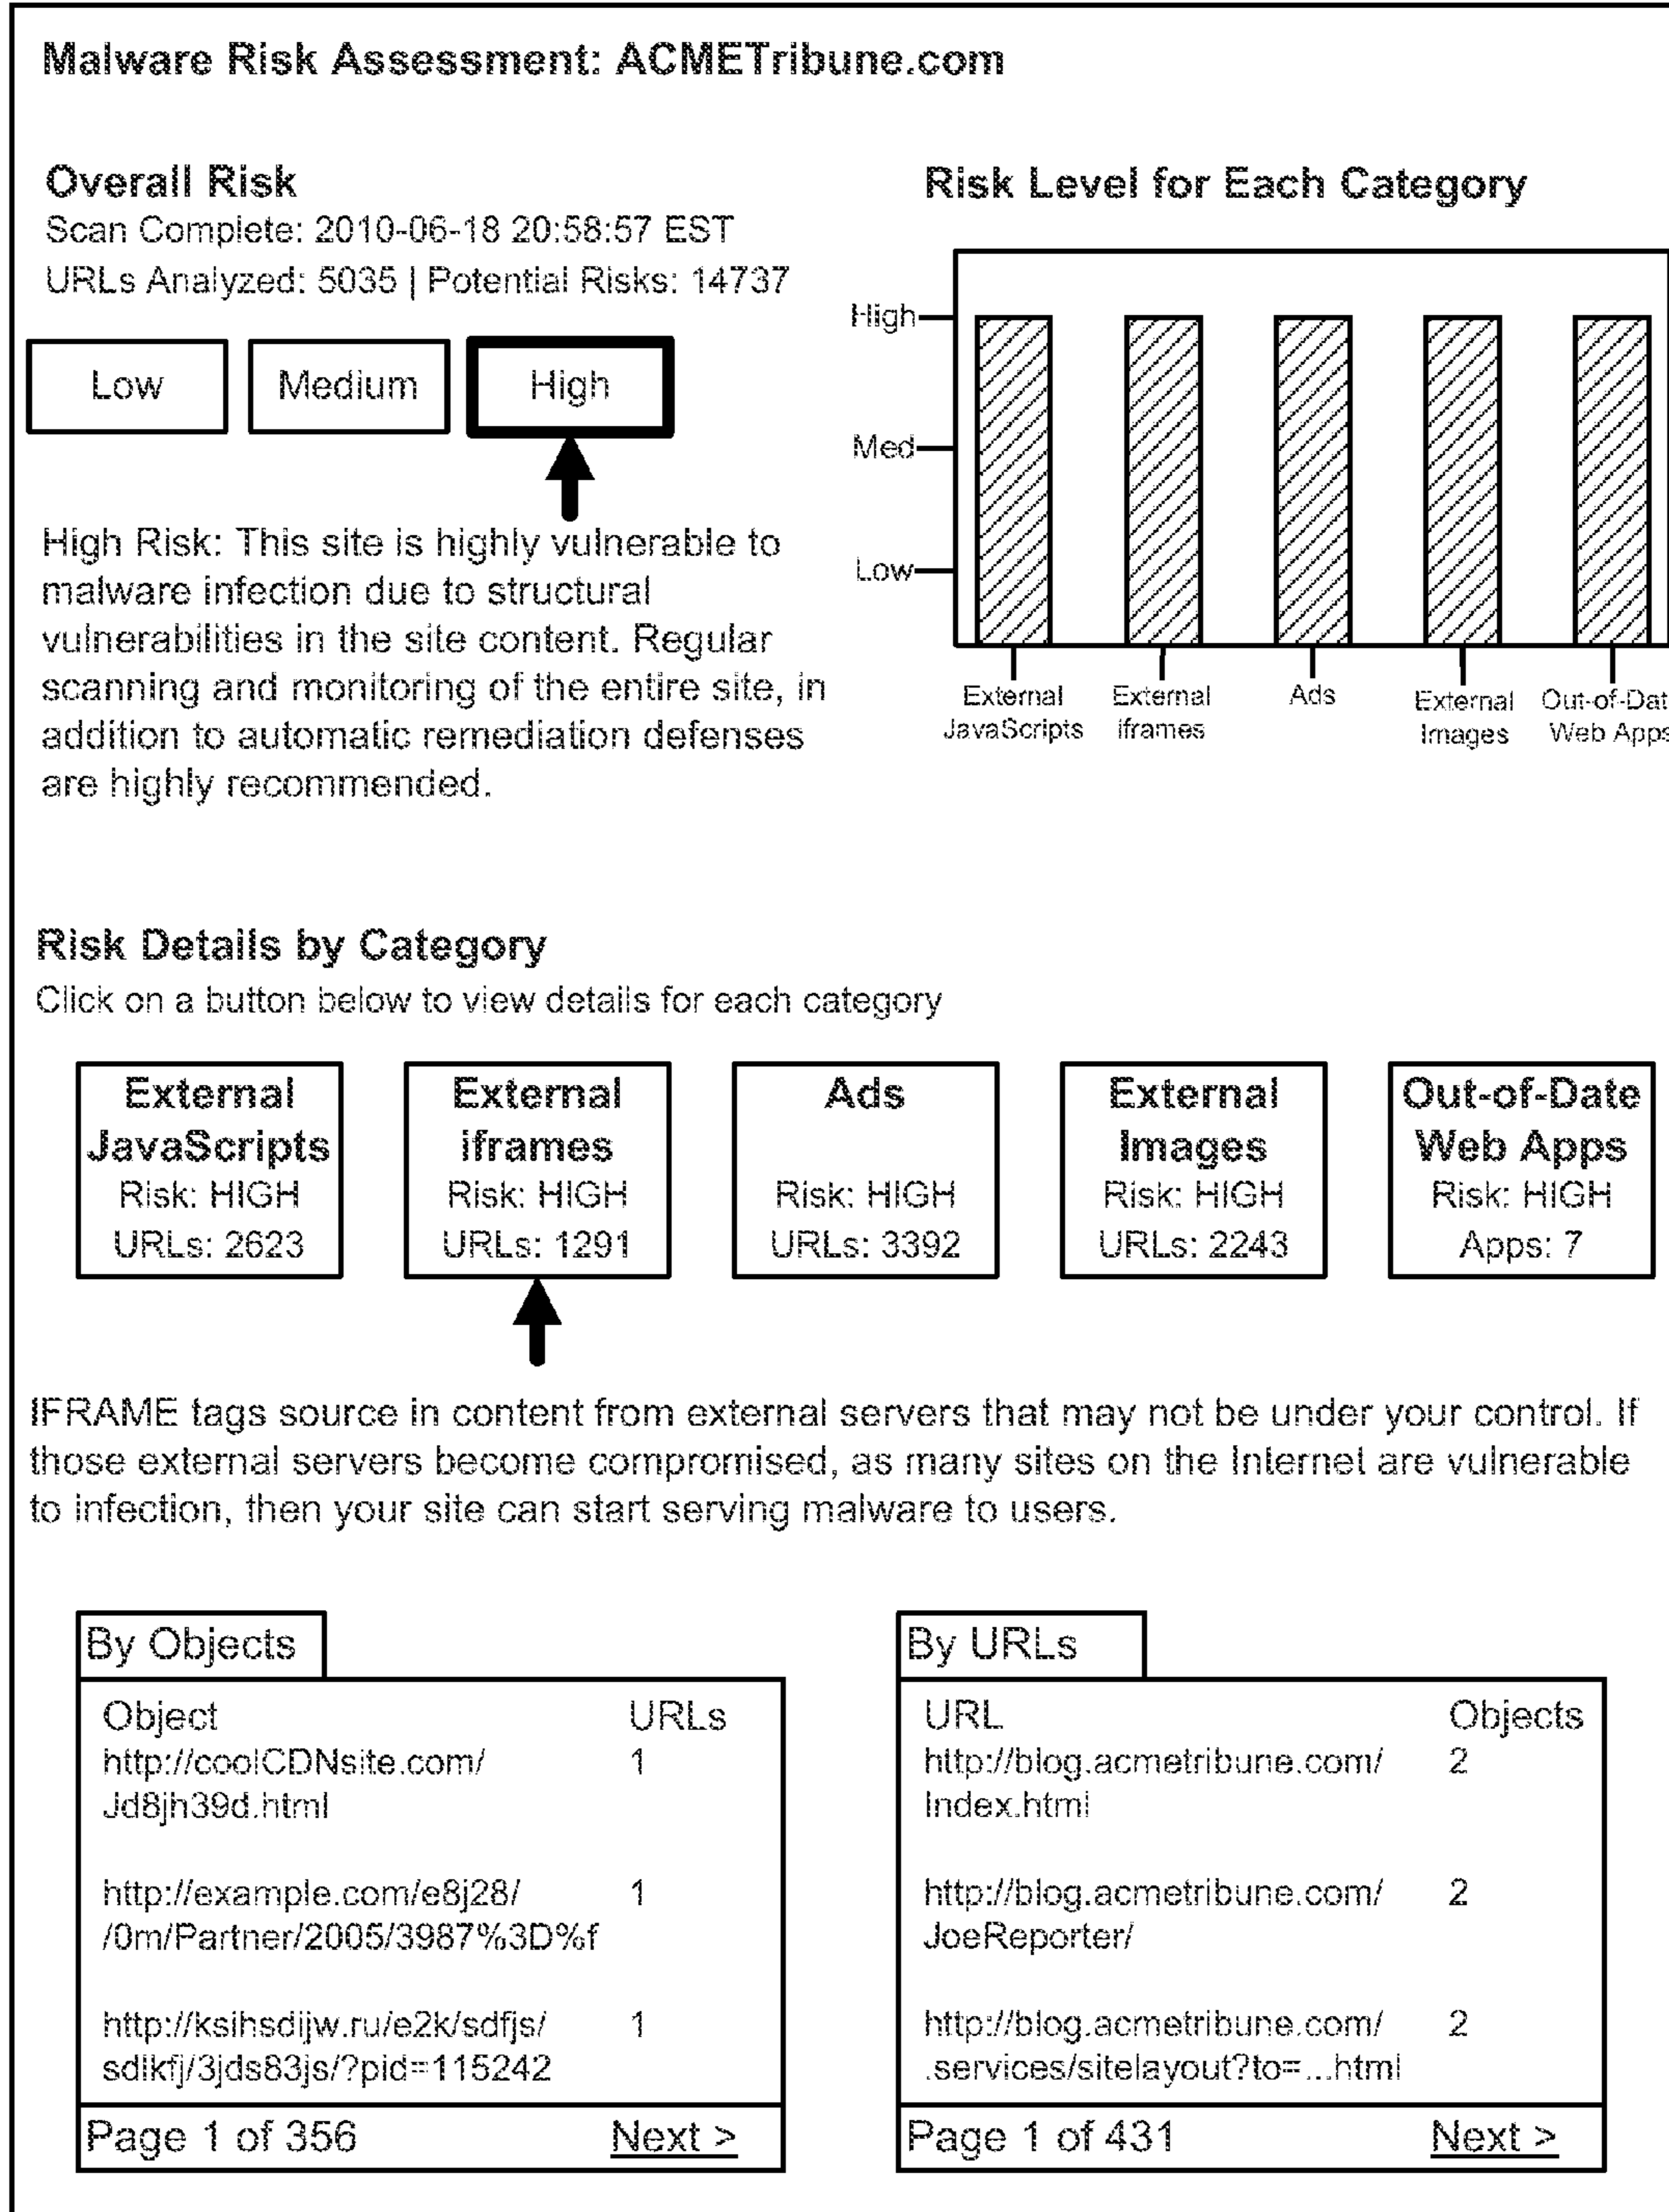 Malware Risk Assessment: ACMETribune.com
Overall Risk
Scan Complete: 2010-06-18 20:58:57 EST
URLs Analyzed: 5035 | Potential Risks: 14737
Low
Medium
High
High Risk: This site is highly vulnerable to
malware infection due to structural
vulnerabilities in the site content. Regular
scanning and monitoring of the entire site, in
addition to automatic remediation defenses
are highly recommended.
Risk Level for Each Category
High
Med
Low
External
JavaScripts
External
iframes
Ads
External
Images
Out-of-Dat
Web Apps
Risk Details by Category
Click on a button below to view details for each category
External
JavaScripts
Risk: HIGH
URLs: 2623
External
iframes
Risk: HIGH
URLs: 1291
Ads
Risk: HIGH
URLs: 3392
External
Images
Risk: HIGH
URLs: 2243
Out-of-Date
Web Apps
Risk: HIGH
Apps: 7
IFRAME tags source in content from external servers that may not be under your control. If
those external servers become compromised, as many sites on the Internet are vulnerable
to infection, then your site can start serving malware to users.
By Objects
Object URLs
http://coolCDNsite.com/ 1
Jd8jh39d.html
http://example.com/e8j28/ 1
/0m/Partner/2005/3987%3D%f
http://ksihsdijw.ru/e2k/sdfjs/ 1
sdlkfj/3jds83js/?pid=115242
Page 1 of 356 Next >
By URLs
URL Objects
http://blog.acmetribune.com/ 2
Index.html
http://blog.acmetribune.com/ 2
JoeReporter/
http://blog.acmetribune.com/ 2
.services/sitelayout?to=...html
Page 1 of 431 Next >